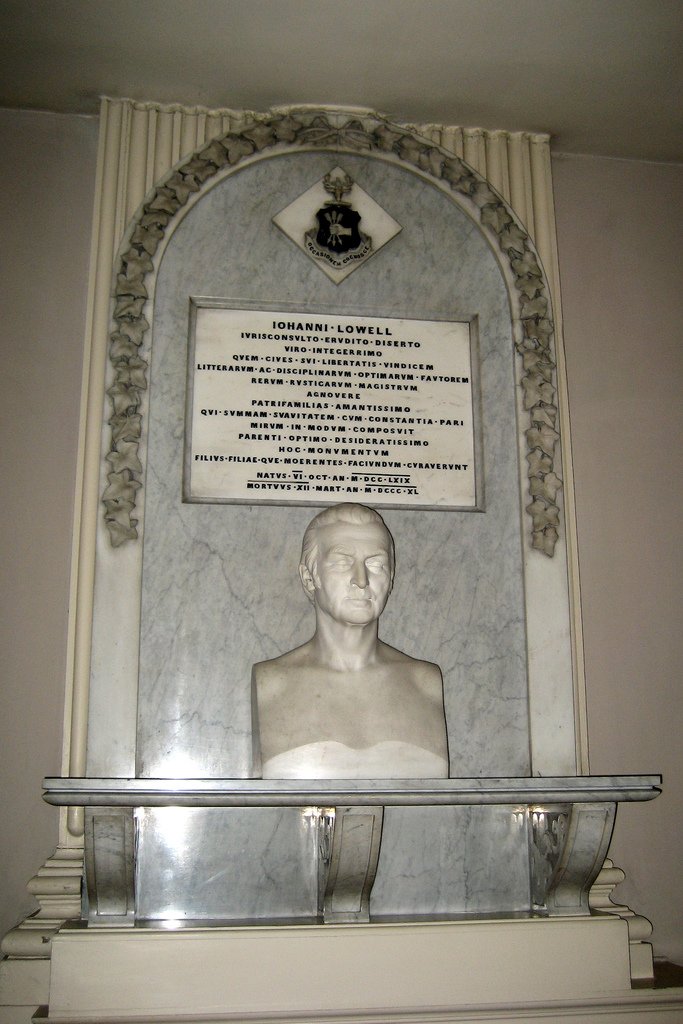 OCCASIONEM COGNOSCE
IOHANNI · LOWELL
IVRISCONSVLTO · ERVDITO · DISERTO
VIRO · INTEGERRIMO
QVEM · CIVES · SVI · LIBERTATIS · VINDICEM
LITTERARVM · AC · DISCIPLINARVM · OPTIMARVM · FAVTOREM
RERVM · RVSTICARVM · MAGISTRVM
AGNOVERE
PATRIFAMILIAS · AMANTISSIMO
QVI · SVMMAM · SVAVITATEM · CVM · CONSTANTIA · PARI
MIRVM · IN · MODVM · COMPOSVIT
PARENTI · OPTIMO · DESIDERATISSIMO
HOC · MONVMENTVM
FILIVS · FILIAE · QVE · MOERENTES · FACIVNDVM · CVRAVERVNT
NATVS · VI · OCT · AN · M · DCC · LXIX
MORTVVS · XII · MART · AN · M · DCCC · XL